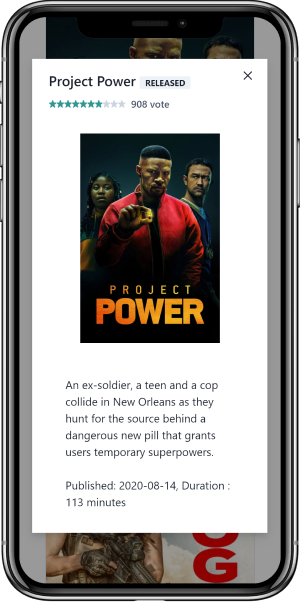 Project Power RELEASED
908 vote
PROJECT
POWER
An ex-soldier, a teen and a cop
collide in New Orleans as they
hunt for the source behind a
dangerous new pill that grants
users temporary superpowers.
Published: 2020-08-14, Duration :
113 minutes
OG